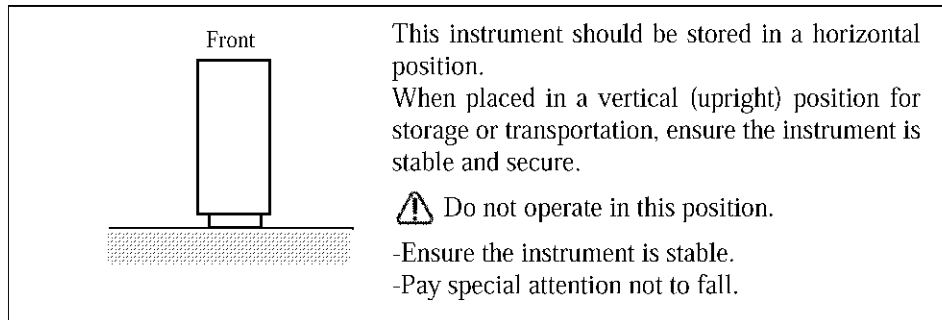 Front
This instrument should be stored in a horizontal
position.
When placed in a vertical (upright) position for
storage or transportation, ensure the instrument is
stable and secure.
Do not operate in this position.
-Ensure the instrument is stable.
-Pay special attention not to fall.